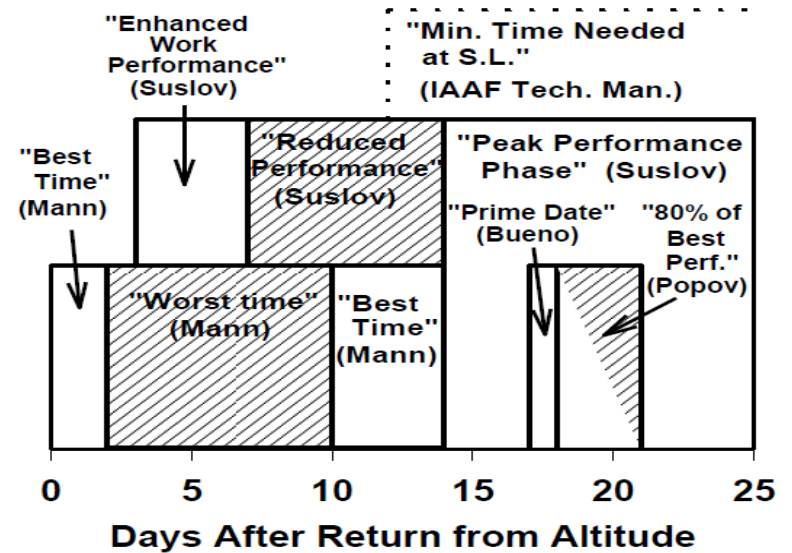 "Enhanced
Work
Performance"
(Suslov)
"Min. Time Needed
at S.L."
(IAAF Tech. Man.)
"Best
Time"
(Mann)
"Reduced
Performance"
(Suslov)
"Peak Performance
Phase" (Suslov)
"Prime Date"
(Bueno)
"80% of
Best
Perf."
(Popov)
"Worst time"
(Mann)
"Best
Time"
(Mann)
0 5 10 15 20 25
Days After Return from Altitude